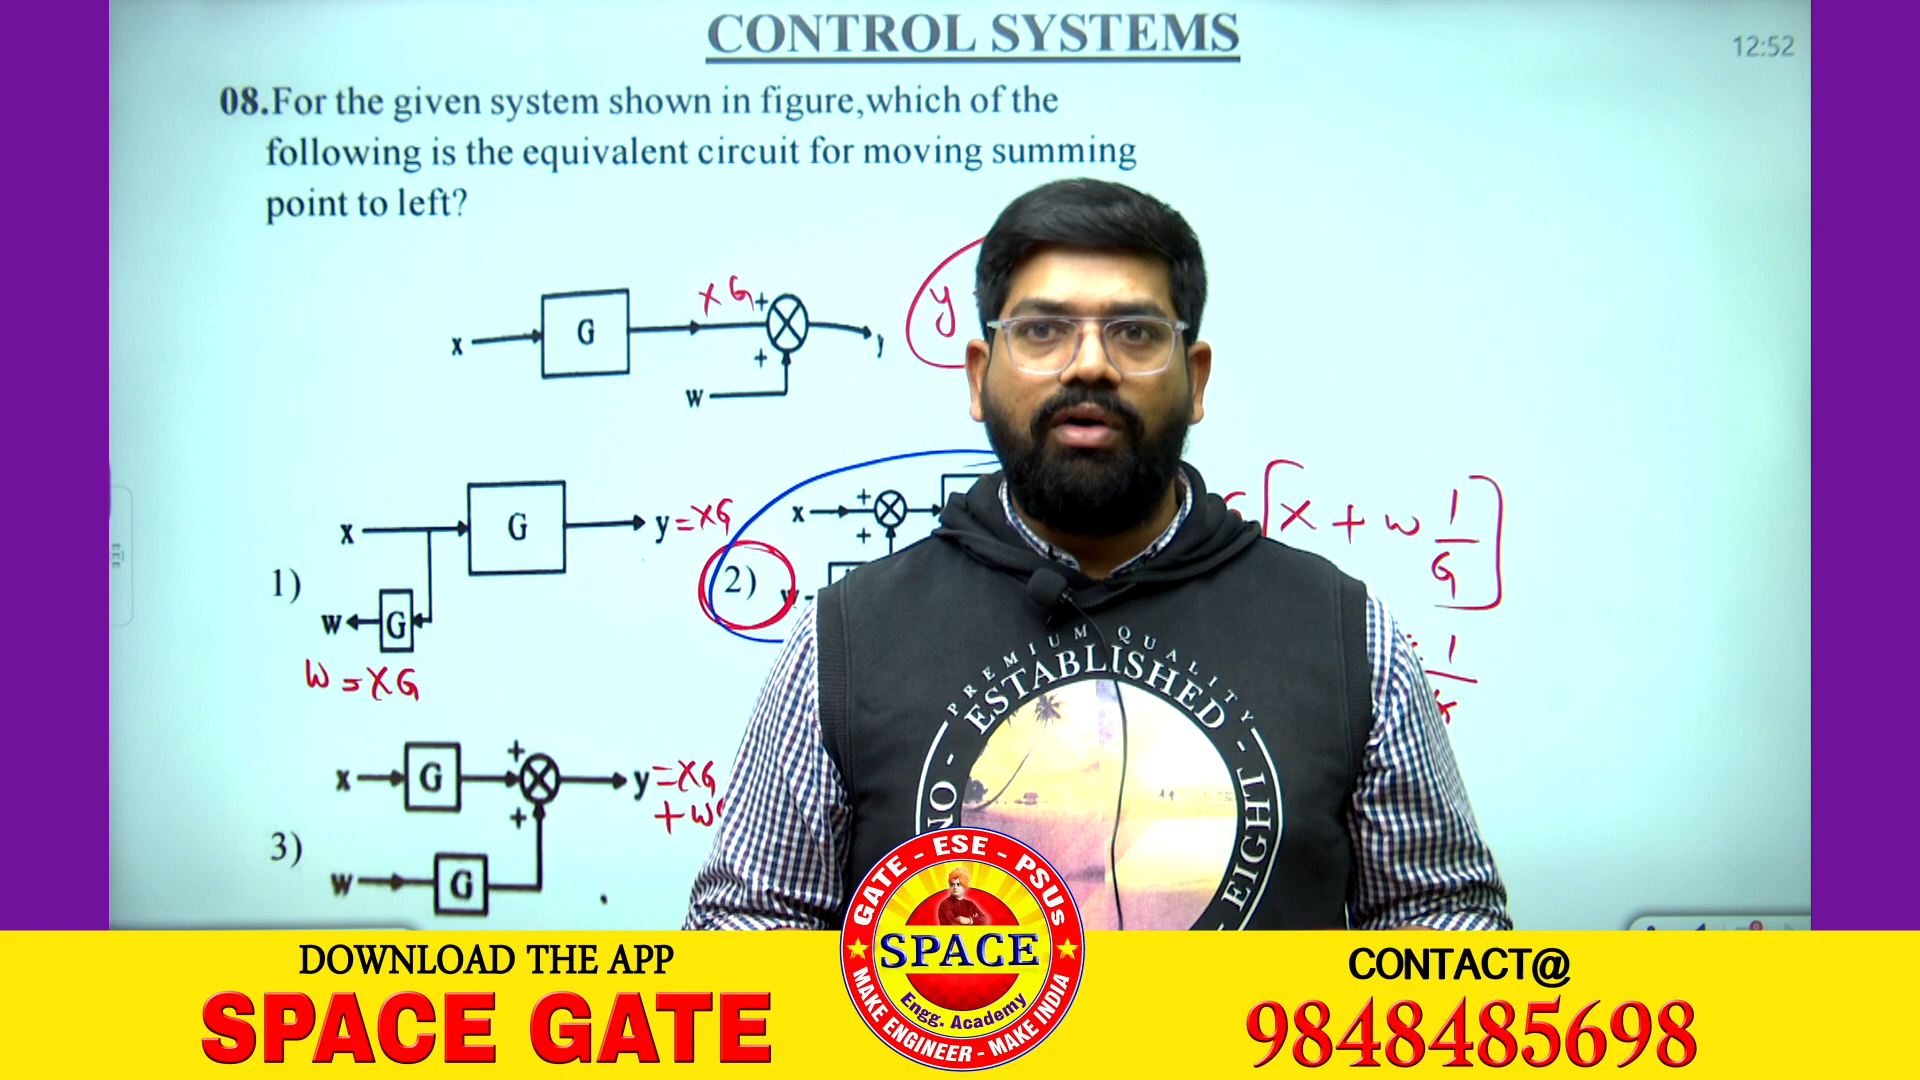 CONTROL SYSTEMS
12:52
08.For the given system shown in figure,which of the
following is the equivalent circuit for moving summing
point to left?
x G XG + y
+
w
y
x G y =XG
1)
w G
W = XG
x +
+
2)
G [X + w 1/G]
1
x G + y =XG
+
+ w
3)
w G
PREMIUM QUALITY
ESTABLISHED
EIGHT
DOWNLOAD THE APP
SPACE GATE
GATE - ESE - PSUs
SPACE
Engg. Academy
MAKE ENGINEER - MAKE INDIA
CONTACT@
9848485698